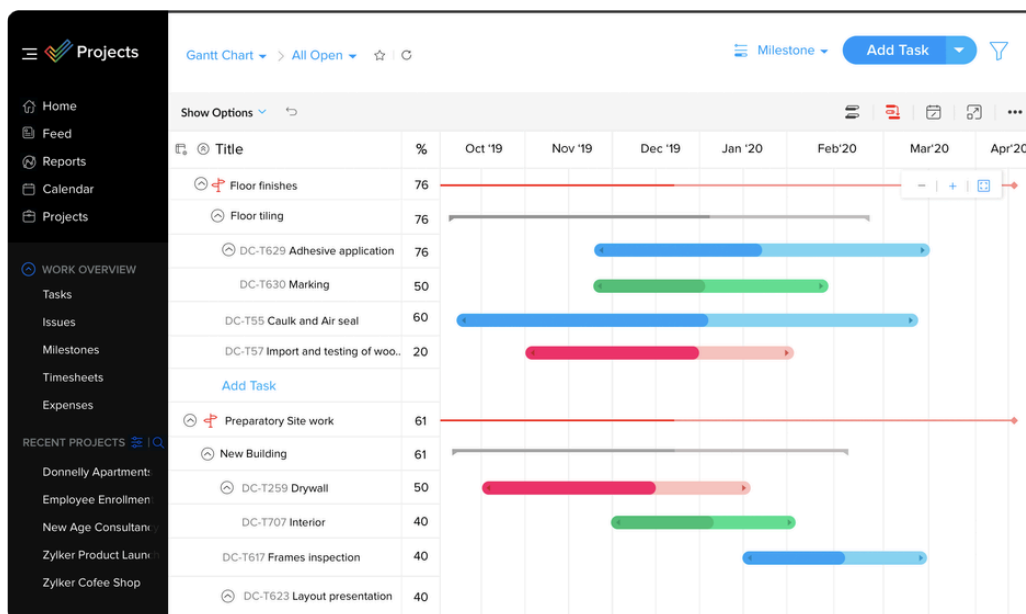 Projects
Gantt Chart > All Open
Milestone
Add Task
Home
Feed
Reports
Calendar
Projects
WORK OVERVIEW
Tasks
Issues
Milestones
Timesheets
Expenses
RECENT PROJECTS
Donnelly Apartments
Employee Enrollment
New Age Consultancy
Zylker Product Launch
Zylker Cofee Shop
Show Options
Title % Oct '19 Nov '19 Dec '19 Jan '20 Feb'20 Mar'20 Apr'20
Floor finishes 76
Floor tiling 76
DC-T629 Adhesive application 76
DC-T630 Marking 50
DC-T55 Caulk and Air seal 60
DC-T57 Import and testing of woo.. 20
Add Task
Preparatory Site work 61
New Building 61
DC-T259 Drywall 50
DC-T707 Interior 40
DC-T617 Frames inspection 40
DC-T623 Layout presentation 40